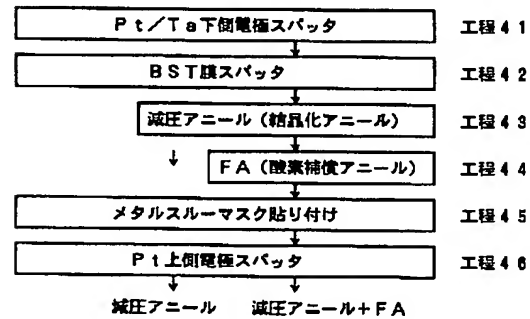 Pt/Ta下側電極スパッタ 工程41
BST膜スパッタ 工程42
減圧アニール(結晶化アニール) 工程43
FA(酸素補償アニール) 工程44
メタルスルーマスク貼り付け 工程45
Pt上側電極スパッタ 工程46
減圧アニール 減圧アニール+FA